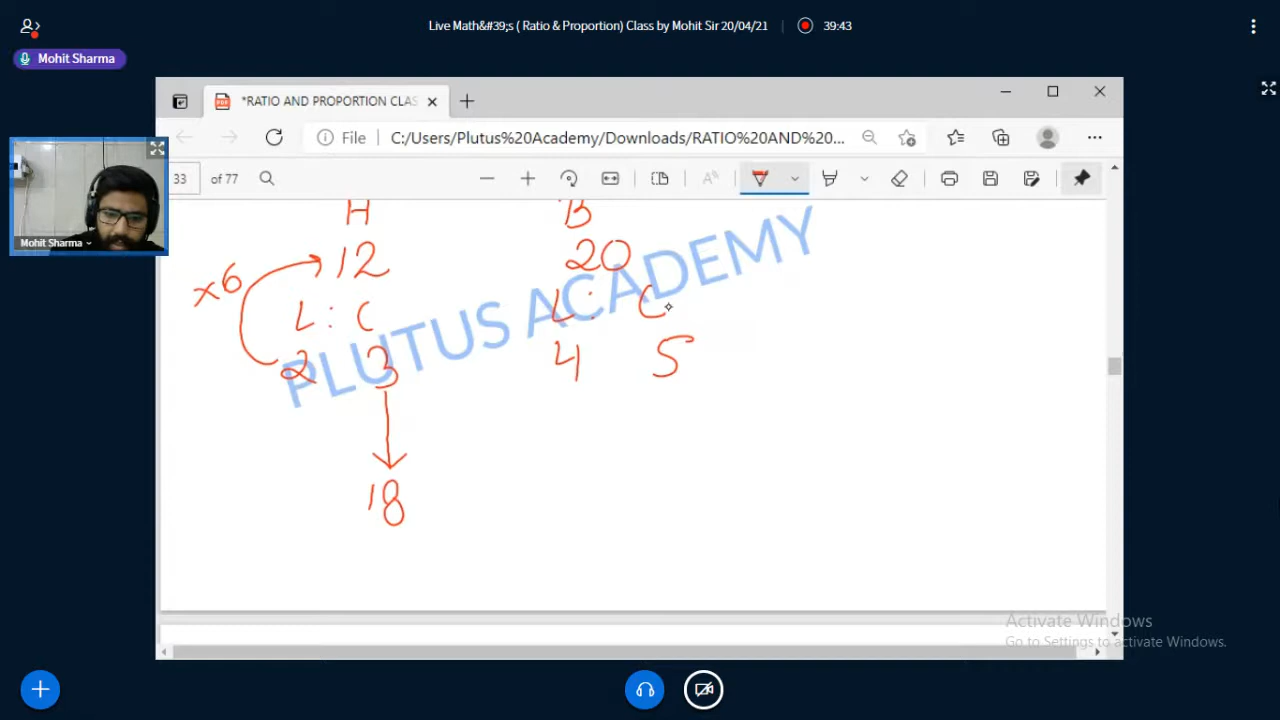 Live Math&#39;s ( Ratio & Proportion) Class by Mohit Sir 20/04/21
39:43
Mohit Sharma
*RATIO AND PROPORTION CLAS
File
C:/Users/Plutus%20Academy/Downloads/RATIO%20AND%20...
33 of 77
Mohit Sharma
H B
12 20
×6
L : C L : C
2 3 4 5
18
PLUTUS ACADEMY
Activate Windows
Go to Settings to activate Windows.